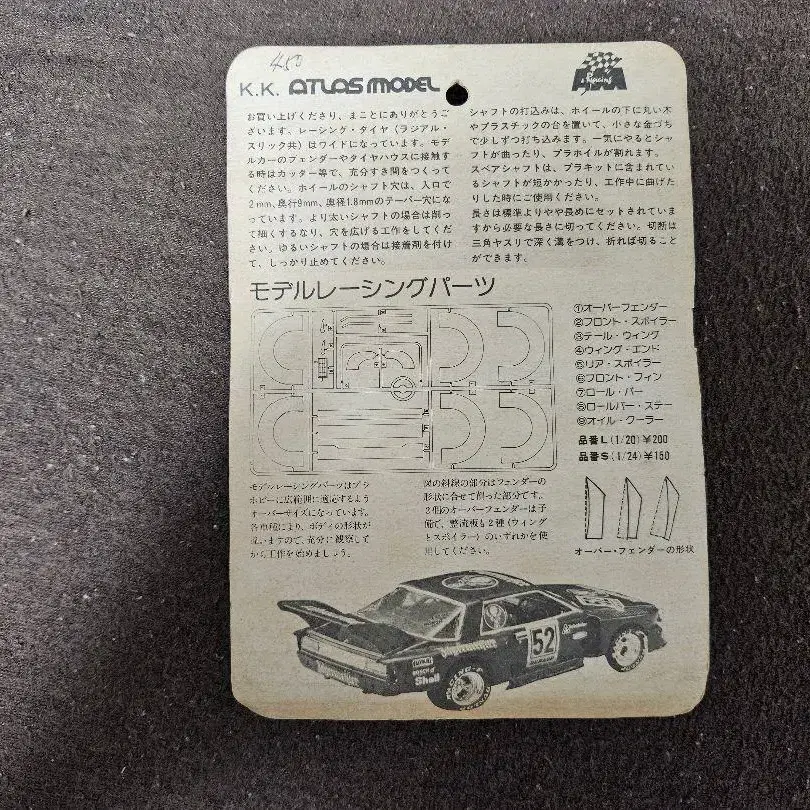 450
K.K. ATLAS MODEL
お買い上げくださり、まことにありがとうご
ざいます。レーシング・タイヤ（ラジアル・
スリック共）はワイドになっています。モデ
ルカーのフェンダーやタイヤハウスに接触す
る時はカッター等で、充分すき間をつくって
ください。ホイールのシャフト穴は、入口で
2mm、奥行9mm、奥径1.8mmのテーパー穴にな
っています。より太いシャフトの場合は削っ
て細くするなり、穴を広げる工作をしてくだ
さい。ゆるいシャフトの場合は接着剤を付け
て、しっかり止めてください。
シャフトの打込みは、ホイールの下に丸い木
やプラスチックの台を置いて、小さな金づち
で少しずつ打ち込みます。一気にやるとシャ
フトが曲ったり、プラホイルが割れます。
スペアシャフトは、プラキットに含まれてい
るシャフトが短かかったり、工作中に曲げた
りした時にご使用ください。
長さは標準よりやや長めにセットされていま
すから必要な長さに切ってください。切断は
三角ヤスリで深く溝をつけ、折れば切ること
ができます。
モデルレーシングパーツ
①オーバーフェンダー
②フロント・スポイラー
③テール・ウィング
④ウィング・エンド
⑤リア・スポイラー
⑥フロント・フィン
⑦ロール・バー
⑧ロールバー・ステー
⑨オイル・クーラー
品番L(1/20)¥200
品番S(1/24)¥150
モデルレーシングパーツはプラ
ホビーに広範囲に適応するよう
オーバーサイズになっています。
各車種により、ボディの形状が
違いますので、充分に観察して
から工作を始めましょう。
図の斜線の部分はフェンダーの
形状に合せて削った部分です。
2個のオーバーフェンダーは予
備で、整流板も2種（ウィング
とスポイラー）のいずれかを使
用してください。
オーバー・フェンダーの形状
52
Shell